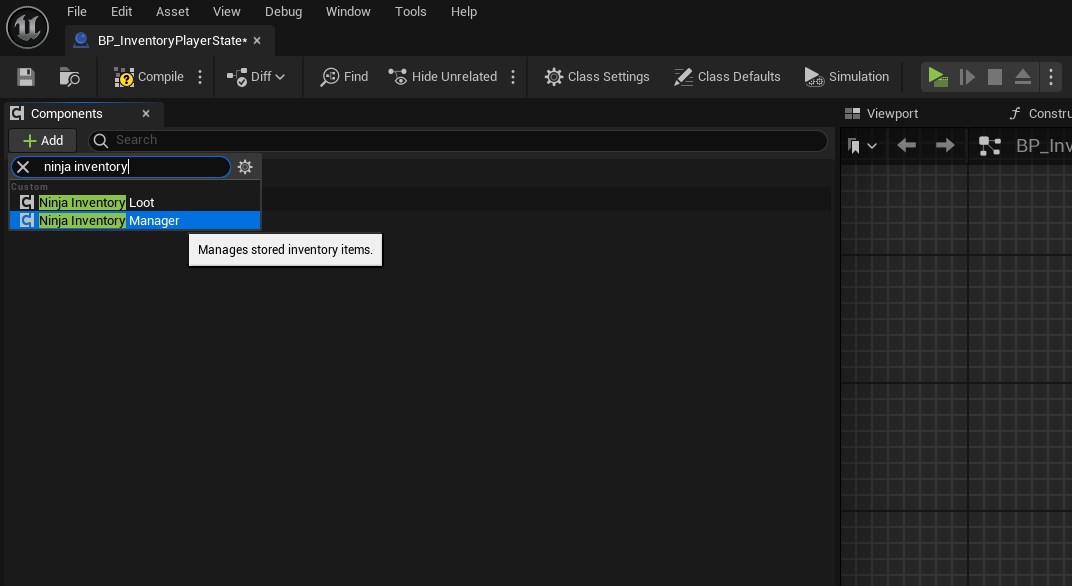 File Edit Asset View Debug Window Tools Help
BP_InventoryPlayerState*
Compile Diff Find Hide Unrelated Class Settings Class Defaults Simulation
Components Viewport Constru
Add Search BP_Inv
ninja inventory
Custom
Ninja Inventory Loot
Ninja Inventory Manager
Manages stored inventory items.